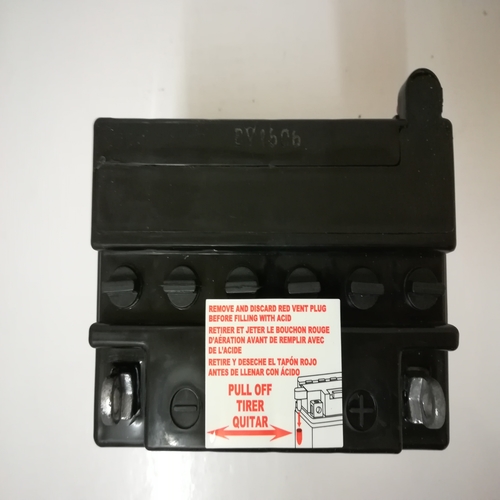 REMOVE AND DISCARD RED VENT PLUG
BEFORE FILLING WITH ACID
RETIRER ET JETER LE BOUCHON ROUGE
D'AÉRATION AVANT DE REMPLIR AVEC
DE L'ACIDE
RETIRE Y DESECHE EL TAPÓN ROJO
ANTES DE LLENAR CON ÁCIDO
PULL OFF
TIRER
QUITAR